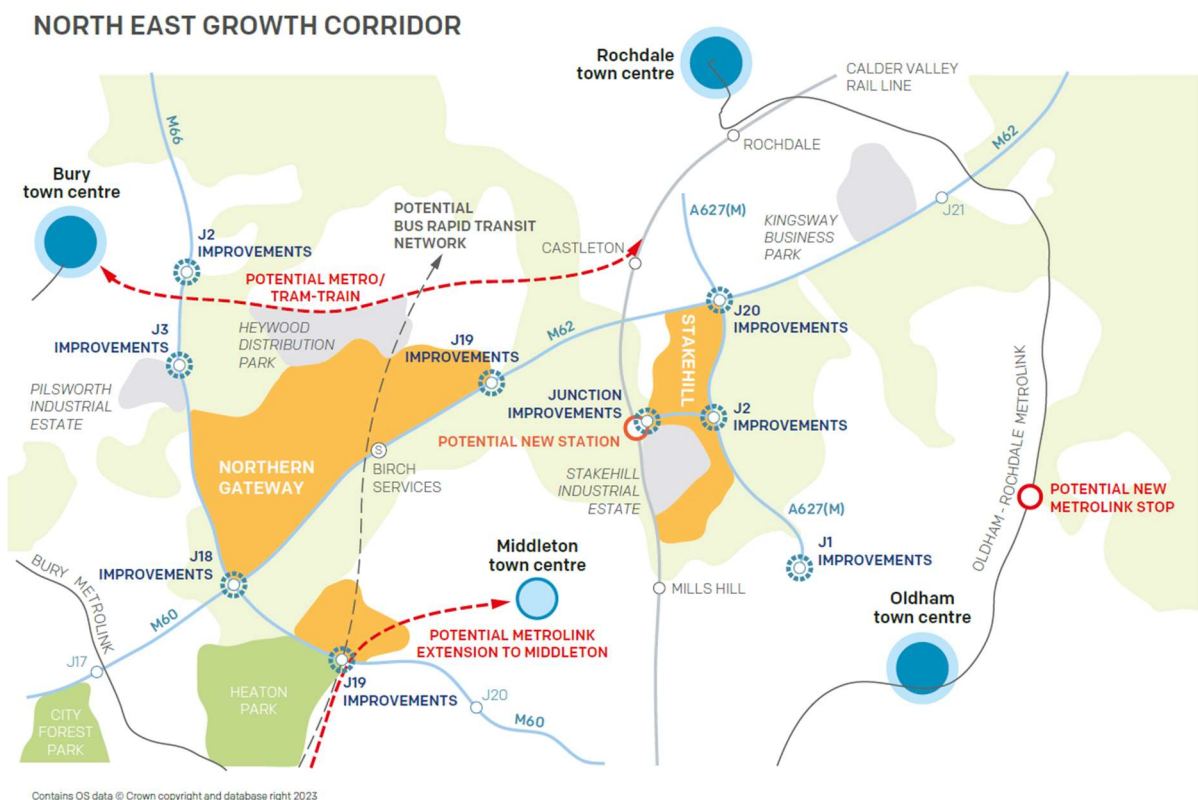 NORTH EAST GROWTH CORRIDOR
Rochdale
town centre
CALDER VALLEY
RAIL LINE
M66
M62
ROCHDALE
Bury
town centre
POTENTIAL
BUS RAPID TRANSIT
NETWORK
A627(M)
KINGSWAY
BUSINESS
PARK
J21
J2
IMPROVEMENTS
CASTLETON
POTENTIAL METRO/
TRAM-TRAIN
J3
IMPROVEMENTS
HEYWOOD
DISTRIBUTION
PARK
J19
IMPROVEMENTS
M62
STAKEHILL
J20
IMPROVEMENTS
PILSWORTH
INDUSTRIAL
ESTATE
JUNCTION
IMPROVEMENTS
J2
IMPROVEMENTS
POTENTIAL NEW STATION
OLDHAM - ROCHDALE METROLINK
NORTHERN
GATEWAY
S
BIRCH
SERVICES
STAKEHILL
INDUSTRIAL
ESTATE
POTENTIAL NEW
METROLINK STOP
A627(M)
J1
IMPROVEMENTS
J18
IMPROVEMENTS
Middleton
town centre
BURY METROLINK
MILLS HILL
Oldham
town centre
M60
POTENTIAL METROLINK
EXTENSION TO MIDDLETON
J17
HEATON
PARK
J19
IMPROVEMENTS
J20
M60
CITY
FOREST
PARK
Contains OS data © Crown copyright and database right 2023